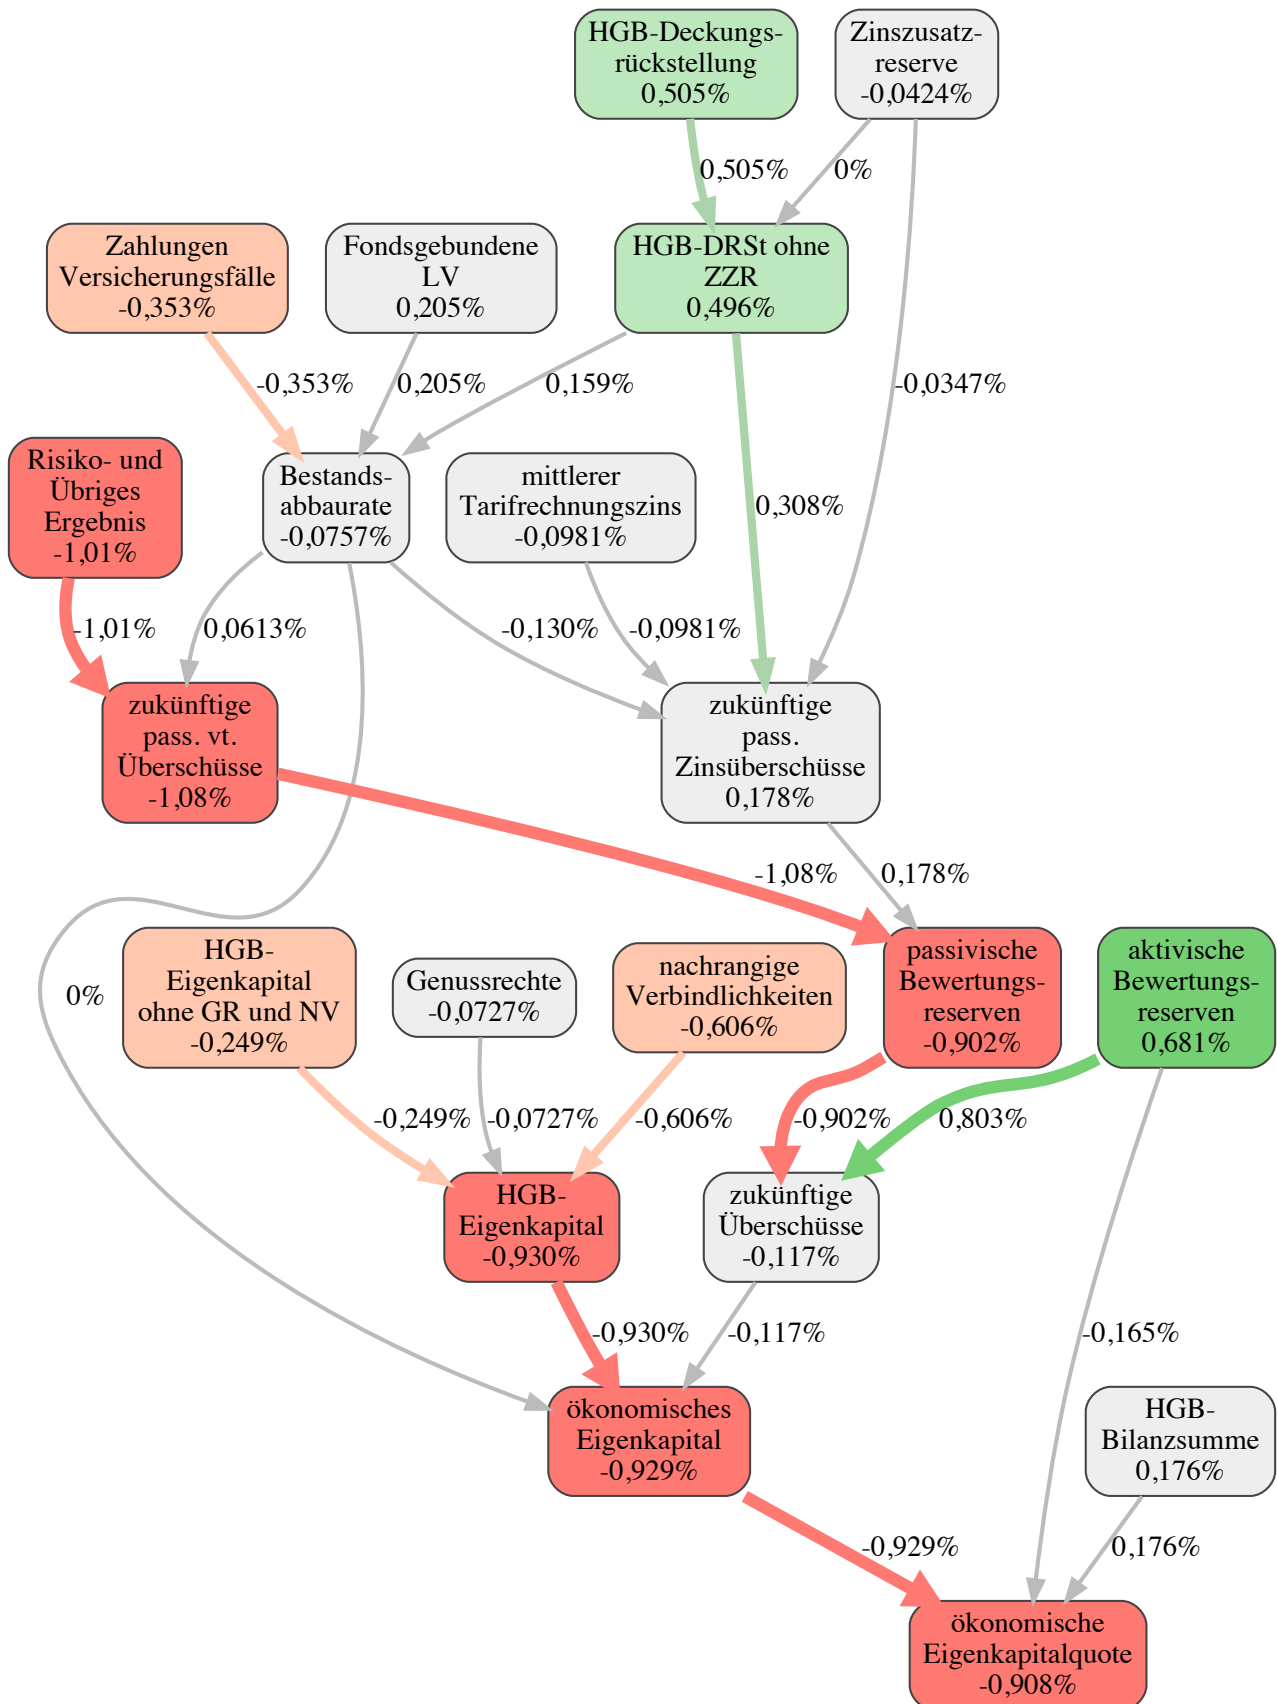 HGB-Deckungs-
rückstellung
0,505%
Zinszusatz-
reserve
-0,0424%
0,505%
0%
Zahlungen
Versicherungsfälle
-0,353%
Fondsgebundene
LV
0,205%
HGB-DRSt ohne
ZZR
0,496%
-0,353%
0,205%
0,159%
-0,0347%
Risiko- und
Übriges
Ergebnis
-1,01%
Bestands-
abbaurate
-0,0757%
mittlerer
Tarifrechnungszins
-0,0981%
0,308%
-1,01%
0,0613%
-0,130%
-0,0981%
zukünftige
pass. vt.
Überschüsse
-1,08%
zukünftige
pass.
Zinsüberschüsse
0,178%
-1,08%
0,178%
0%
HGB-
Eigenkapital
ohne GR und NV
-0,249%
Genussrechte
-0,0727%
nachrangige
Verbindlichkeiten
-0,606%
passivische
Bewertungs-
reserven
-0,902%
aktivische
Bewertungs-
reserven
0,681%
-0,249%
-0,0727%
-0,606%
-0,902%
0,803%
HGB-
Eigenkapital
-0,930%
zukünftige
Überschüsse
-0,117%
-0,930%
-0,117%
-0,165%
ökonomisches
Eigenkapital
-0,929%
HGB-
Bilanzsumme
0,176%
-0,929%
0,176%
ökonomische
Eigenkapitalquote
-0,908%